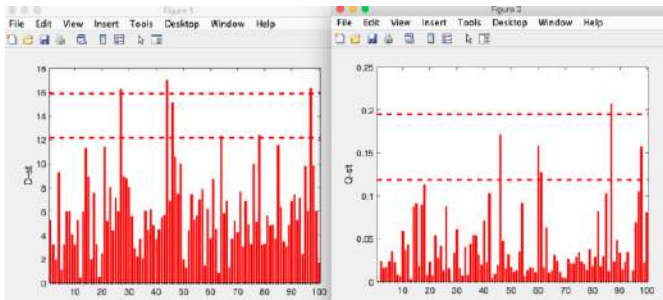 Figure 1
File Edit View Insert Tools Desktop Window Help
18
16
14
12
10
8
6
4
2
0
D-st
10 20 30 40 50 60 70 80 90 100
Figure 2
File Edit View Insert Tools Desktop Window Help
0.25
0.2
0.15
0.1
0.05
0
Q-st
10 20 30 40 50 60 70 80 90 100